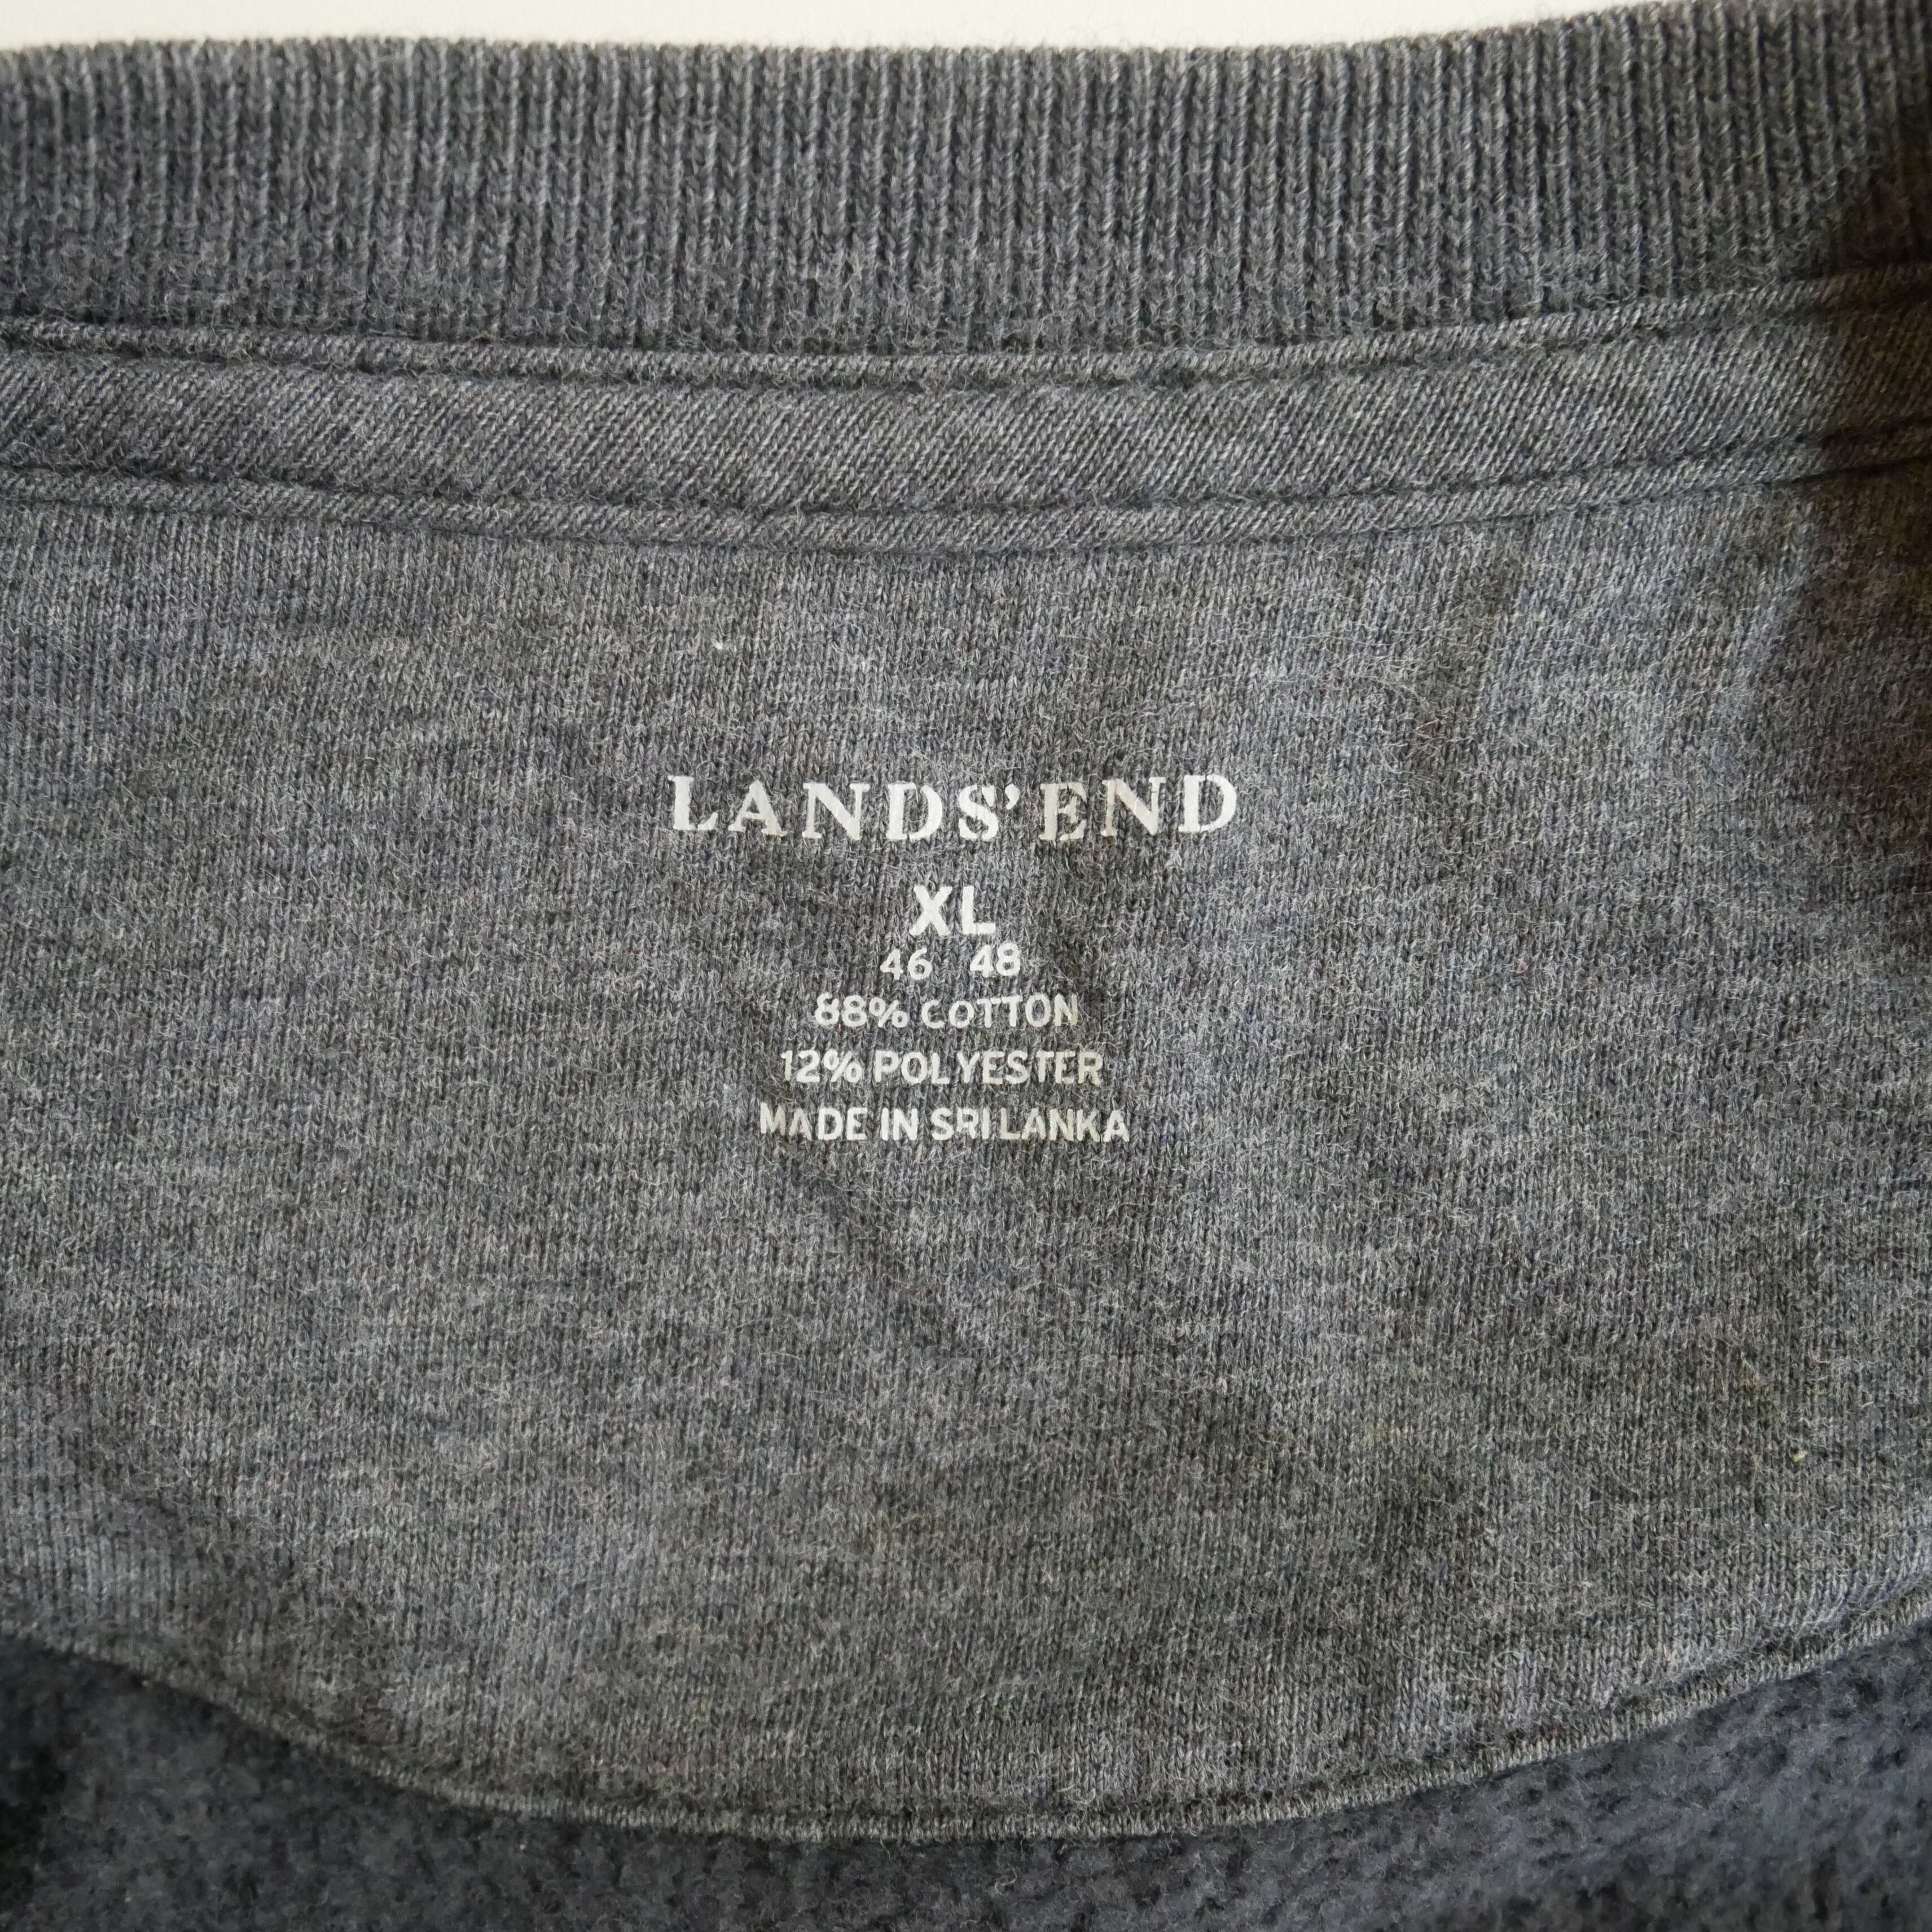 LANDS' END
XL
46 48
88% COTTON
12% POLYESTER
MADE IN SRI LANKA